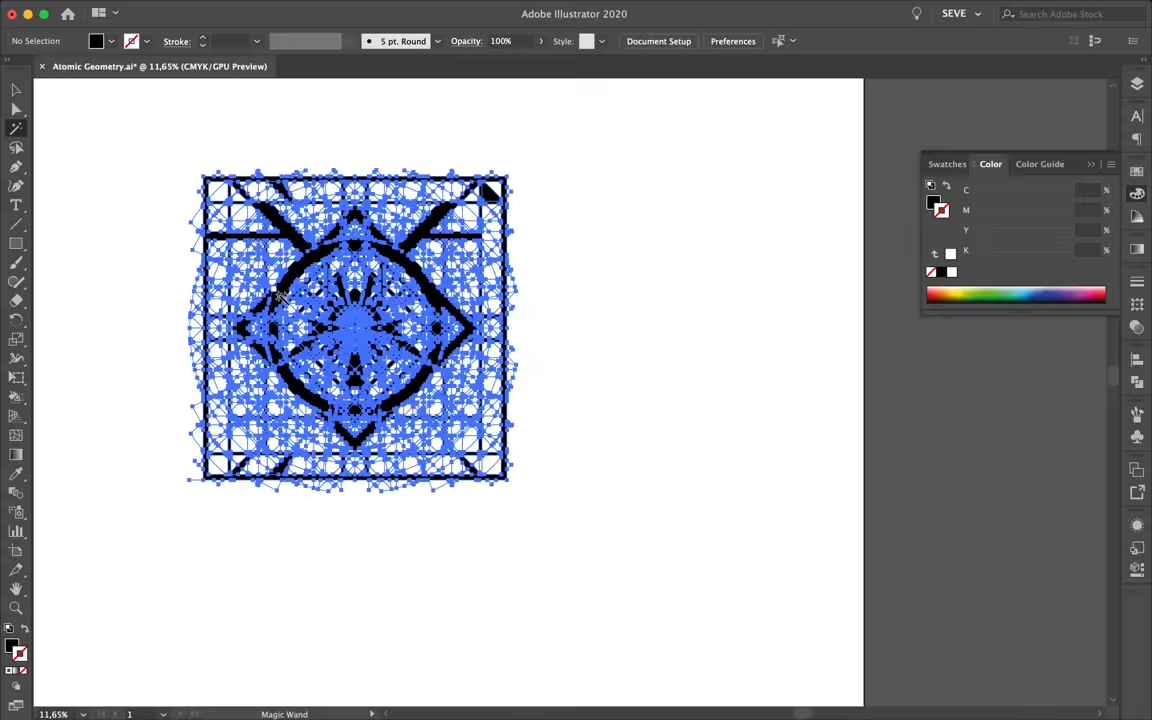 Adobe Illustrator 2020
SEVE
Search Adobe Stock
No Selection
Stroke:
5 pt. Round
Opacity:
100%
Style:
Document Setup
Preferences
Atomic Geometry.ai* @ 11,65% (CMYK/GPU Preview)
Swatches
Color
Color Guide
C
%
M
%
Y
%
K
%
11,65%
1
Magic Wand